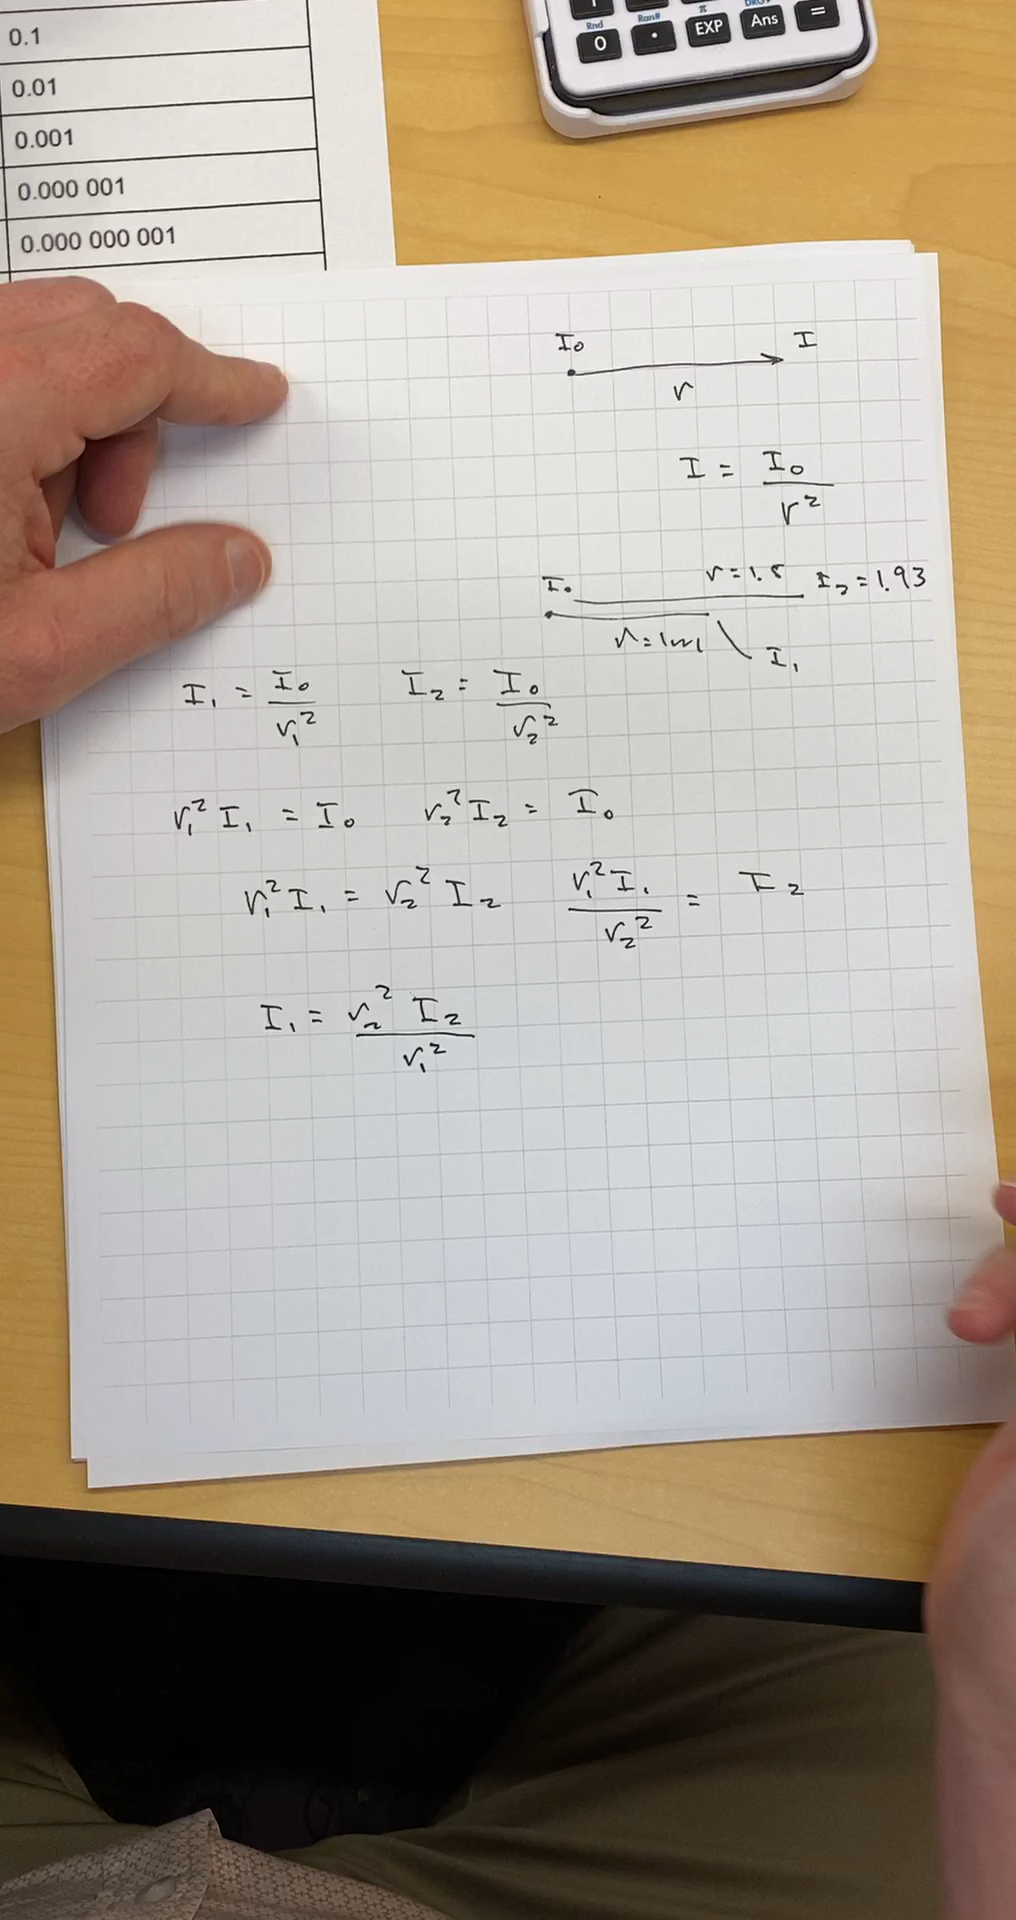 0.1
0.01
0.001
0.000 001
0.000 000 001
Rnd Ran# π
0 . EXP Ans =
I₀ I
r
I = I₀/r²
I₀ r = 1.5 I₂ = 1.93
r = 1m I₁
I₁ = I₀/r₁² I₂ = I₀/r₂²
r₁² I₁ = I₀ r₂² I₂ = I₀
r₁² I₁ = r₂² I₂ r₁² I₁/r₂² = I₂
I₁ = r₂² I₂/r₁²